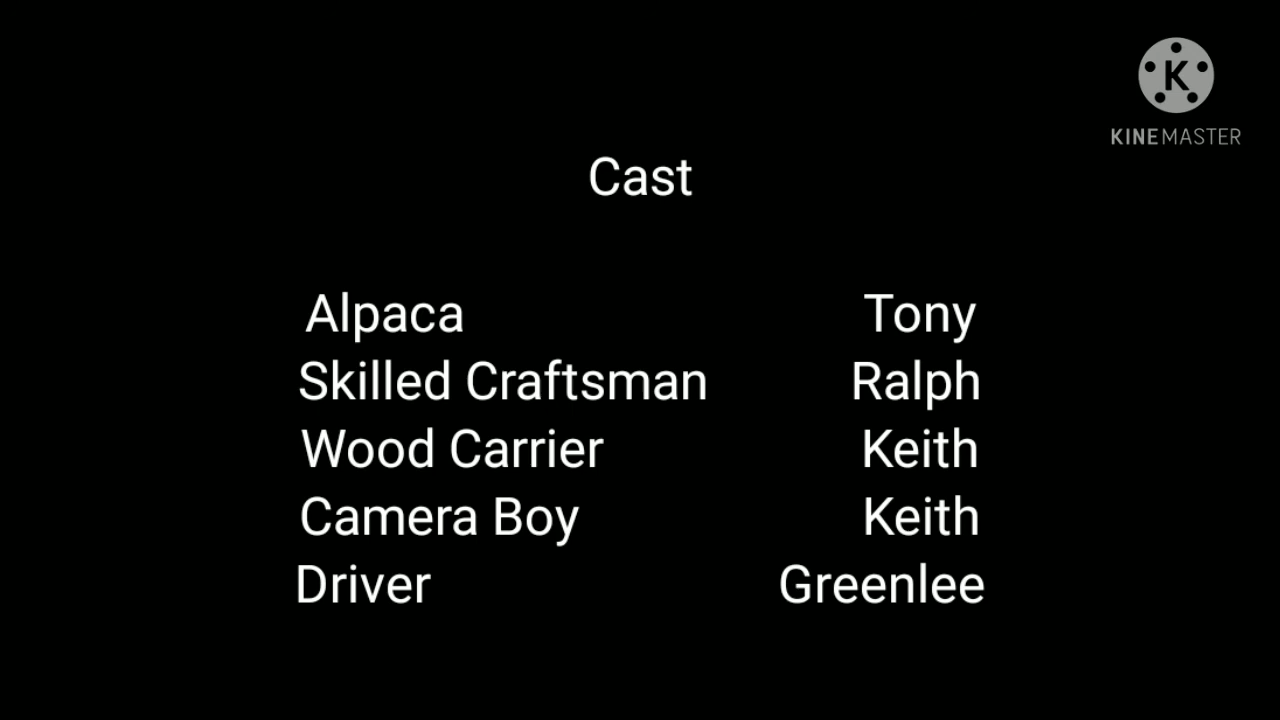 K
KINEMASTER
Cast
Alpaca Tony
Skilled Craftsman Ralph
Wood Carrier Keith
Camera Boy Keith
Driver Greenlee